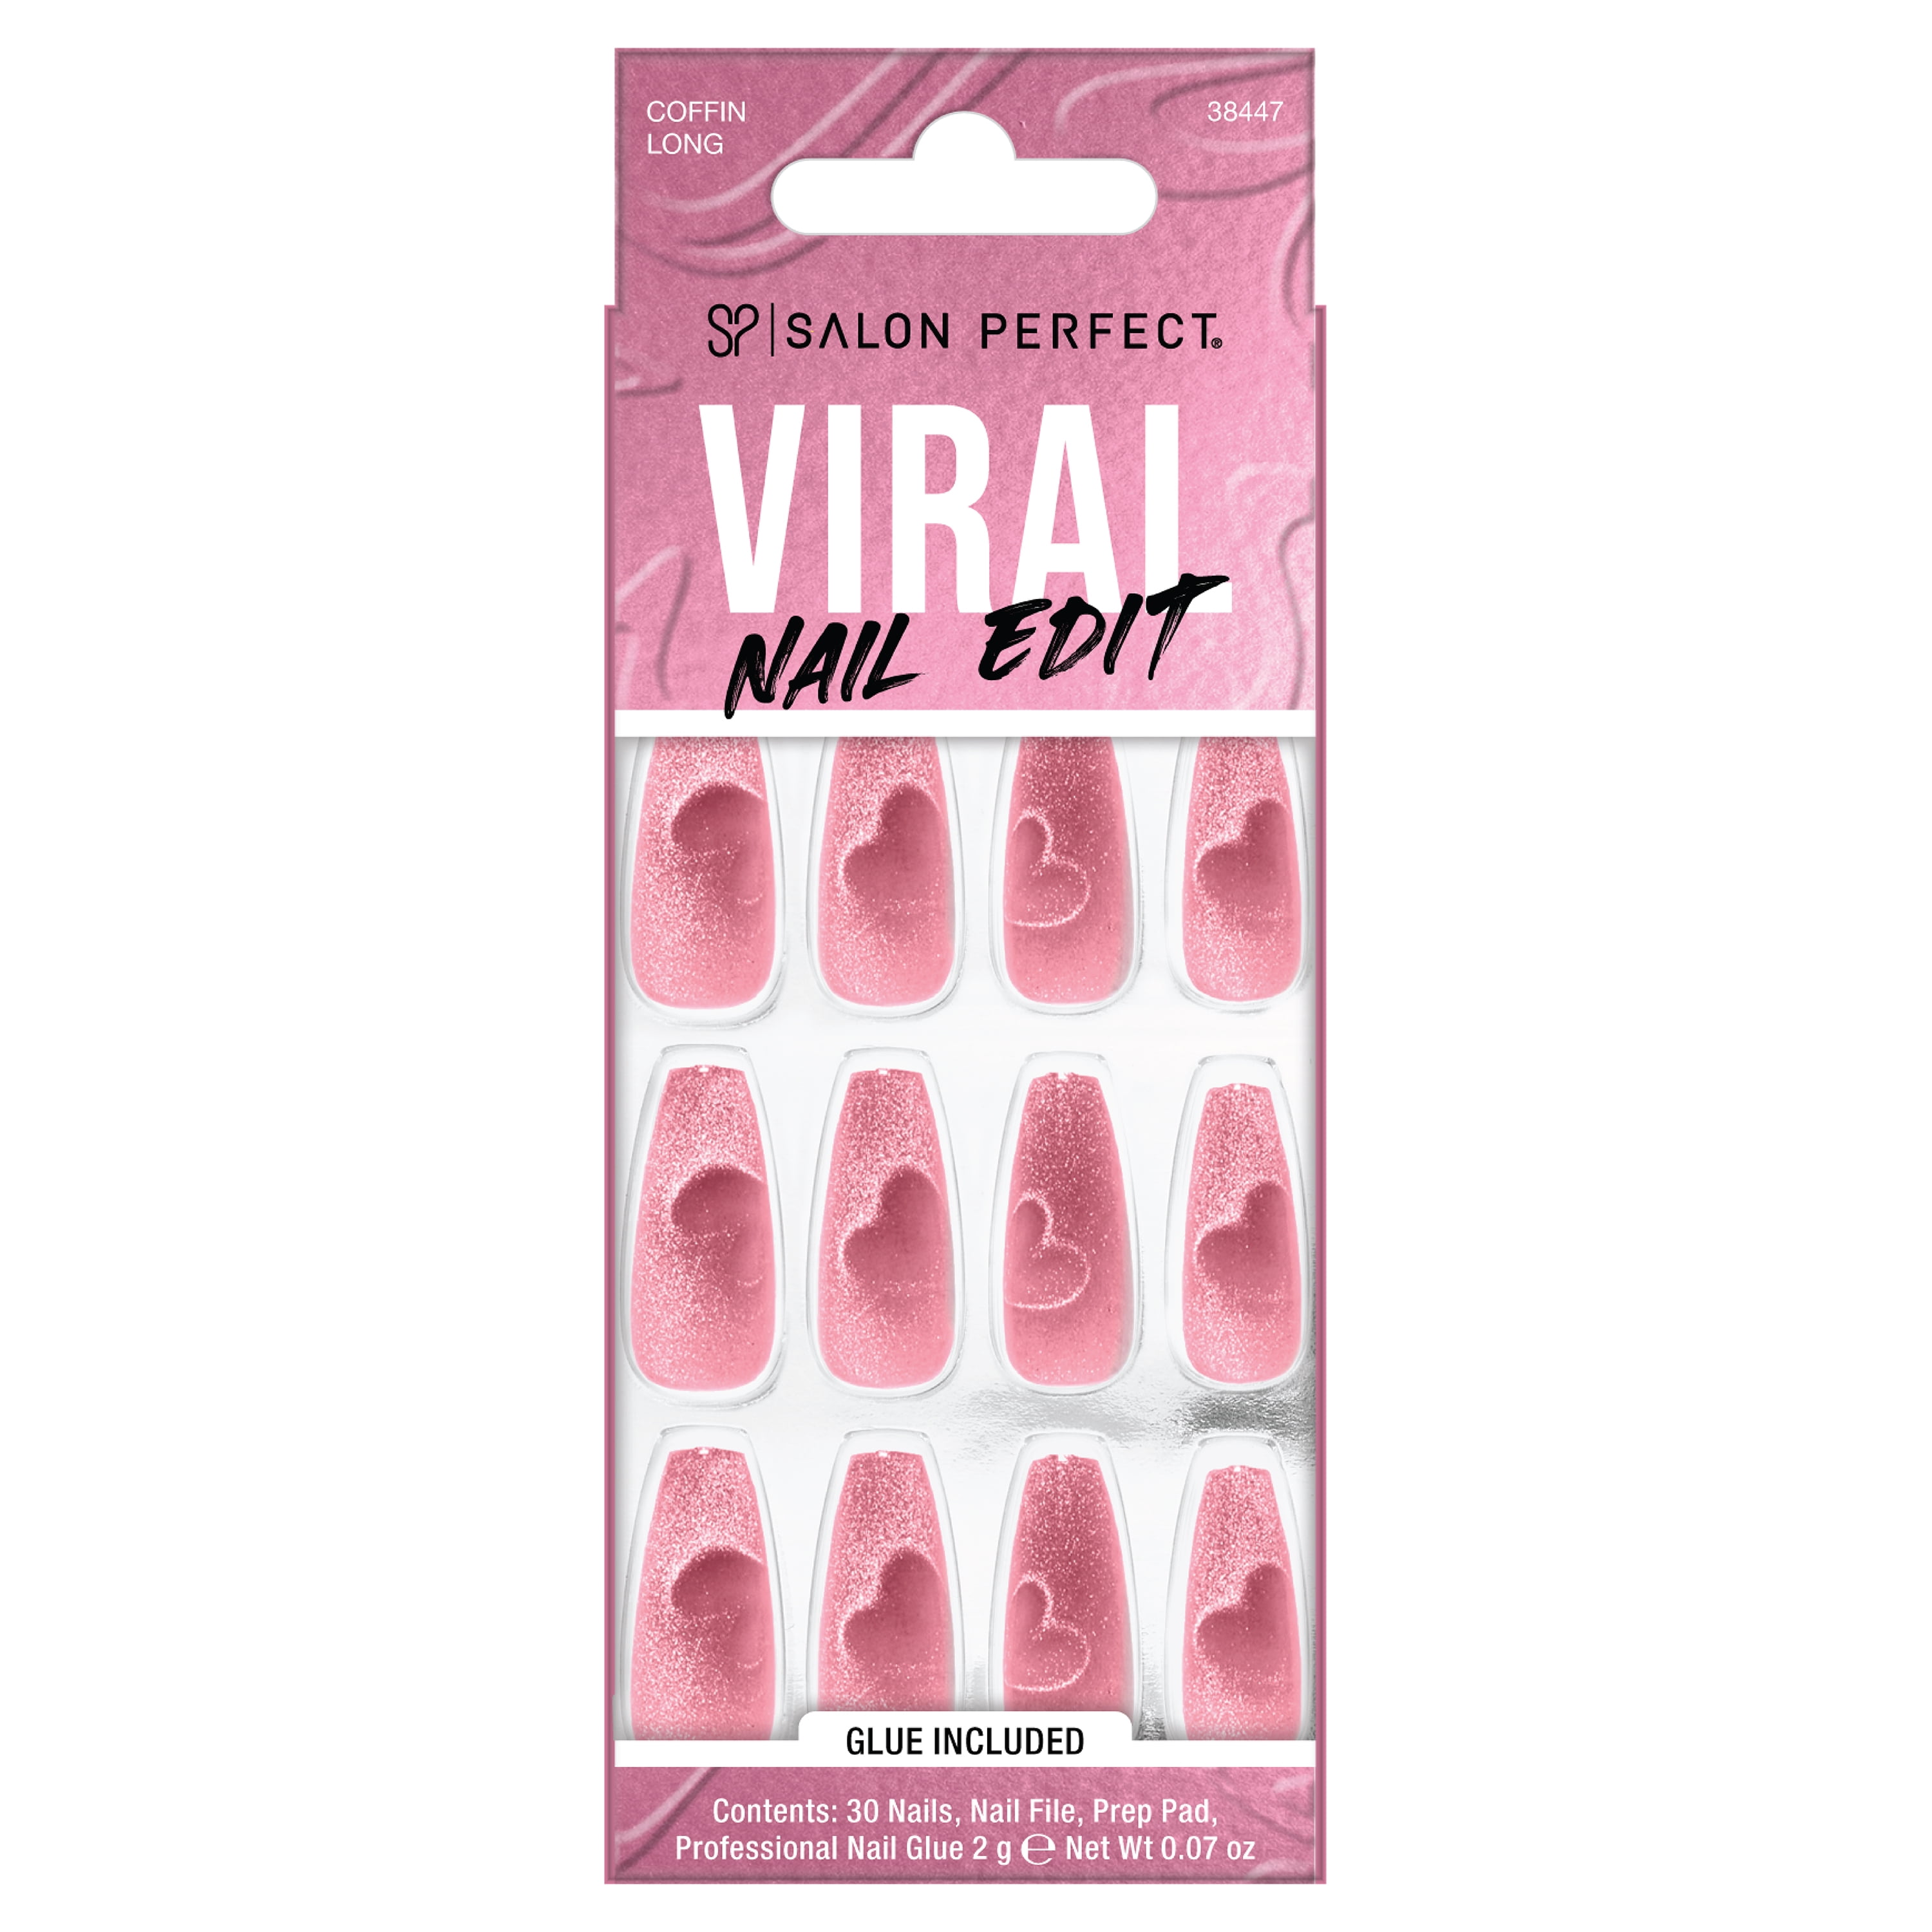 COFFIN
LONG
38447
SP | SALON PERFECT®
VIRAL
NAIL EDIT
GLUE INCLUDED
Contents: 30 Nails, Nail File, Prep Pad,
Professional Nail Glue 2 g ℮ Net Wt 0.07 oz